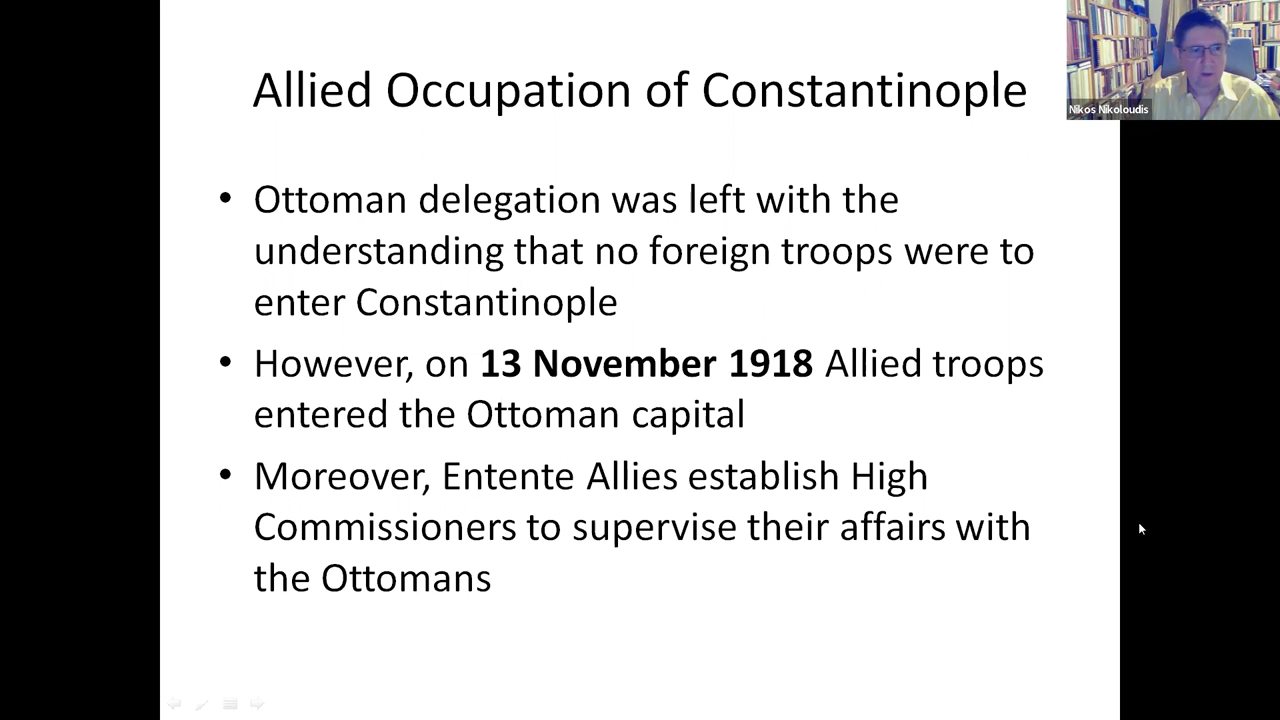 Allied Occupation of Constantinople
Nikos Nikoloudis
• Ottoman delegation was left with the
understanding that no foreign troops were to
enter Constantinople
• However, on 13 November 1918 Allied troops
entered the Ottoman capital
• Moreover, Entente Allies establish High
Commissioners to supervise their affairs with
the Ottomans